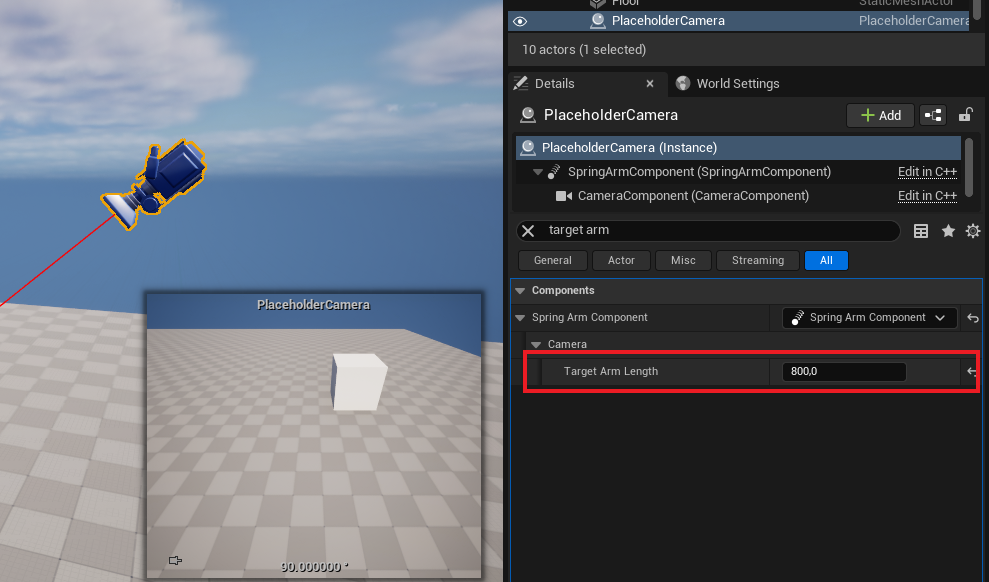 Floor
StaticMeshActor
PlaceholderCamera
PlaceholderCamera
10 actors (1 selected)
Details
World Settings
PlaceholderCamera
Add
PlaceholderCamera (Instance)
SpringArmComponent (SpringArmComponent)
Edit in C++
CameraComponent (CameraComponent)
Edit in C++
target arm
General
Actor
Misc
Streaming
All
Components
Spring Arm Component
Spring Arm Component
Camera
Target Arm Length
800,0
PlaceholderCamera
90.000000 °